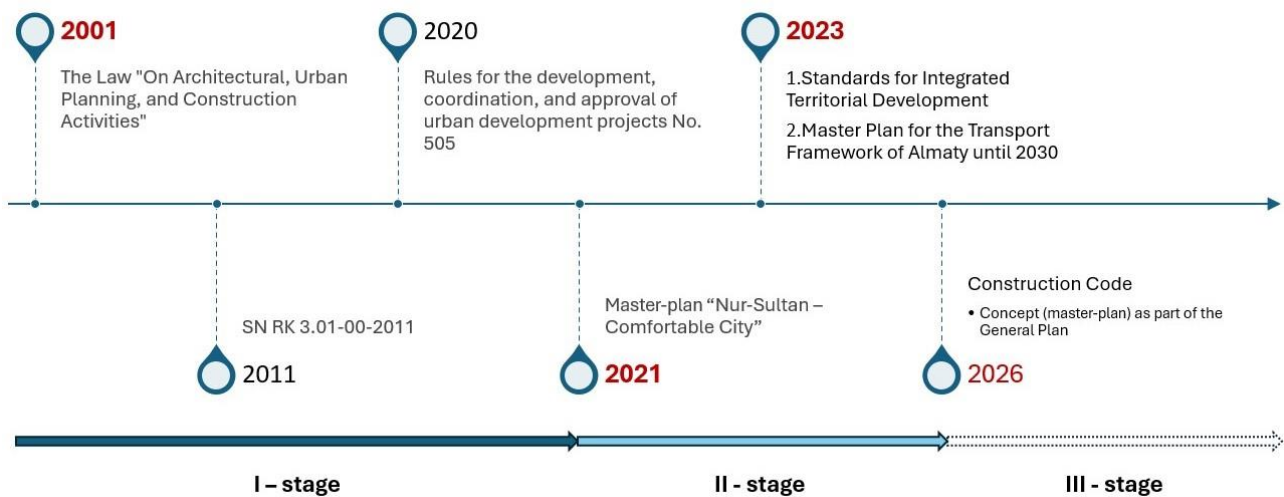 2001
The Law "On Architectural, Urban
Planning, and Construction
Activities"
2020
Rules for the development,
coordination, and approval of
urban development projects No.
505
2023
1.Standards for Integrated
Territorial Development
2.Master Plan for the Transport
Framework of Almaty until 2030
SN RK 3.01-00-2011
2011
Master-plan “Nur-Sultan –
Comfortable City”
2021
Construction Code
• Concept (master-plan) as part of the
General Plan
2026
I – stage
II - stage
III - stage